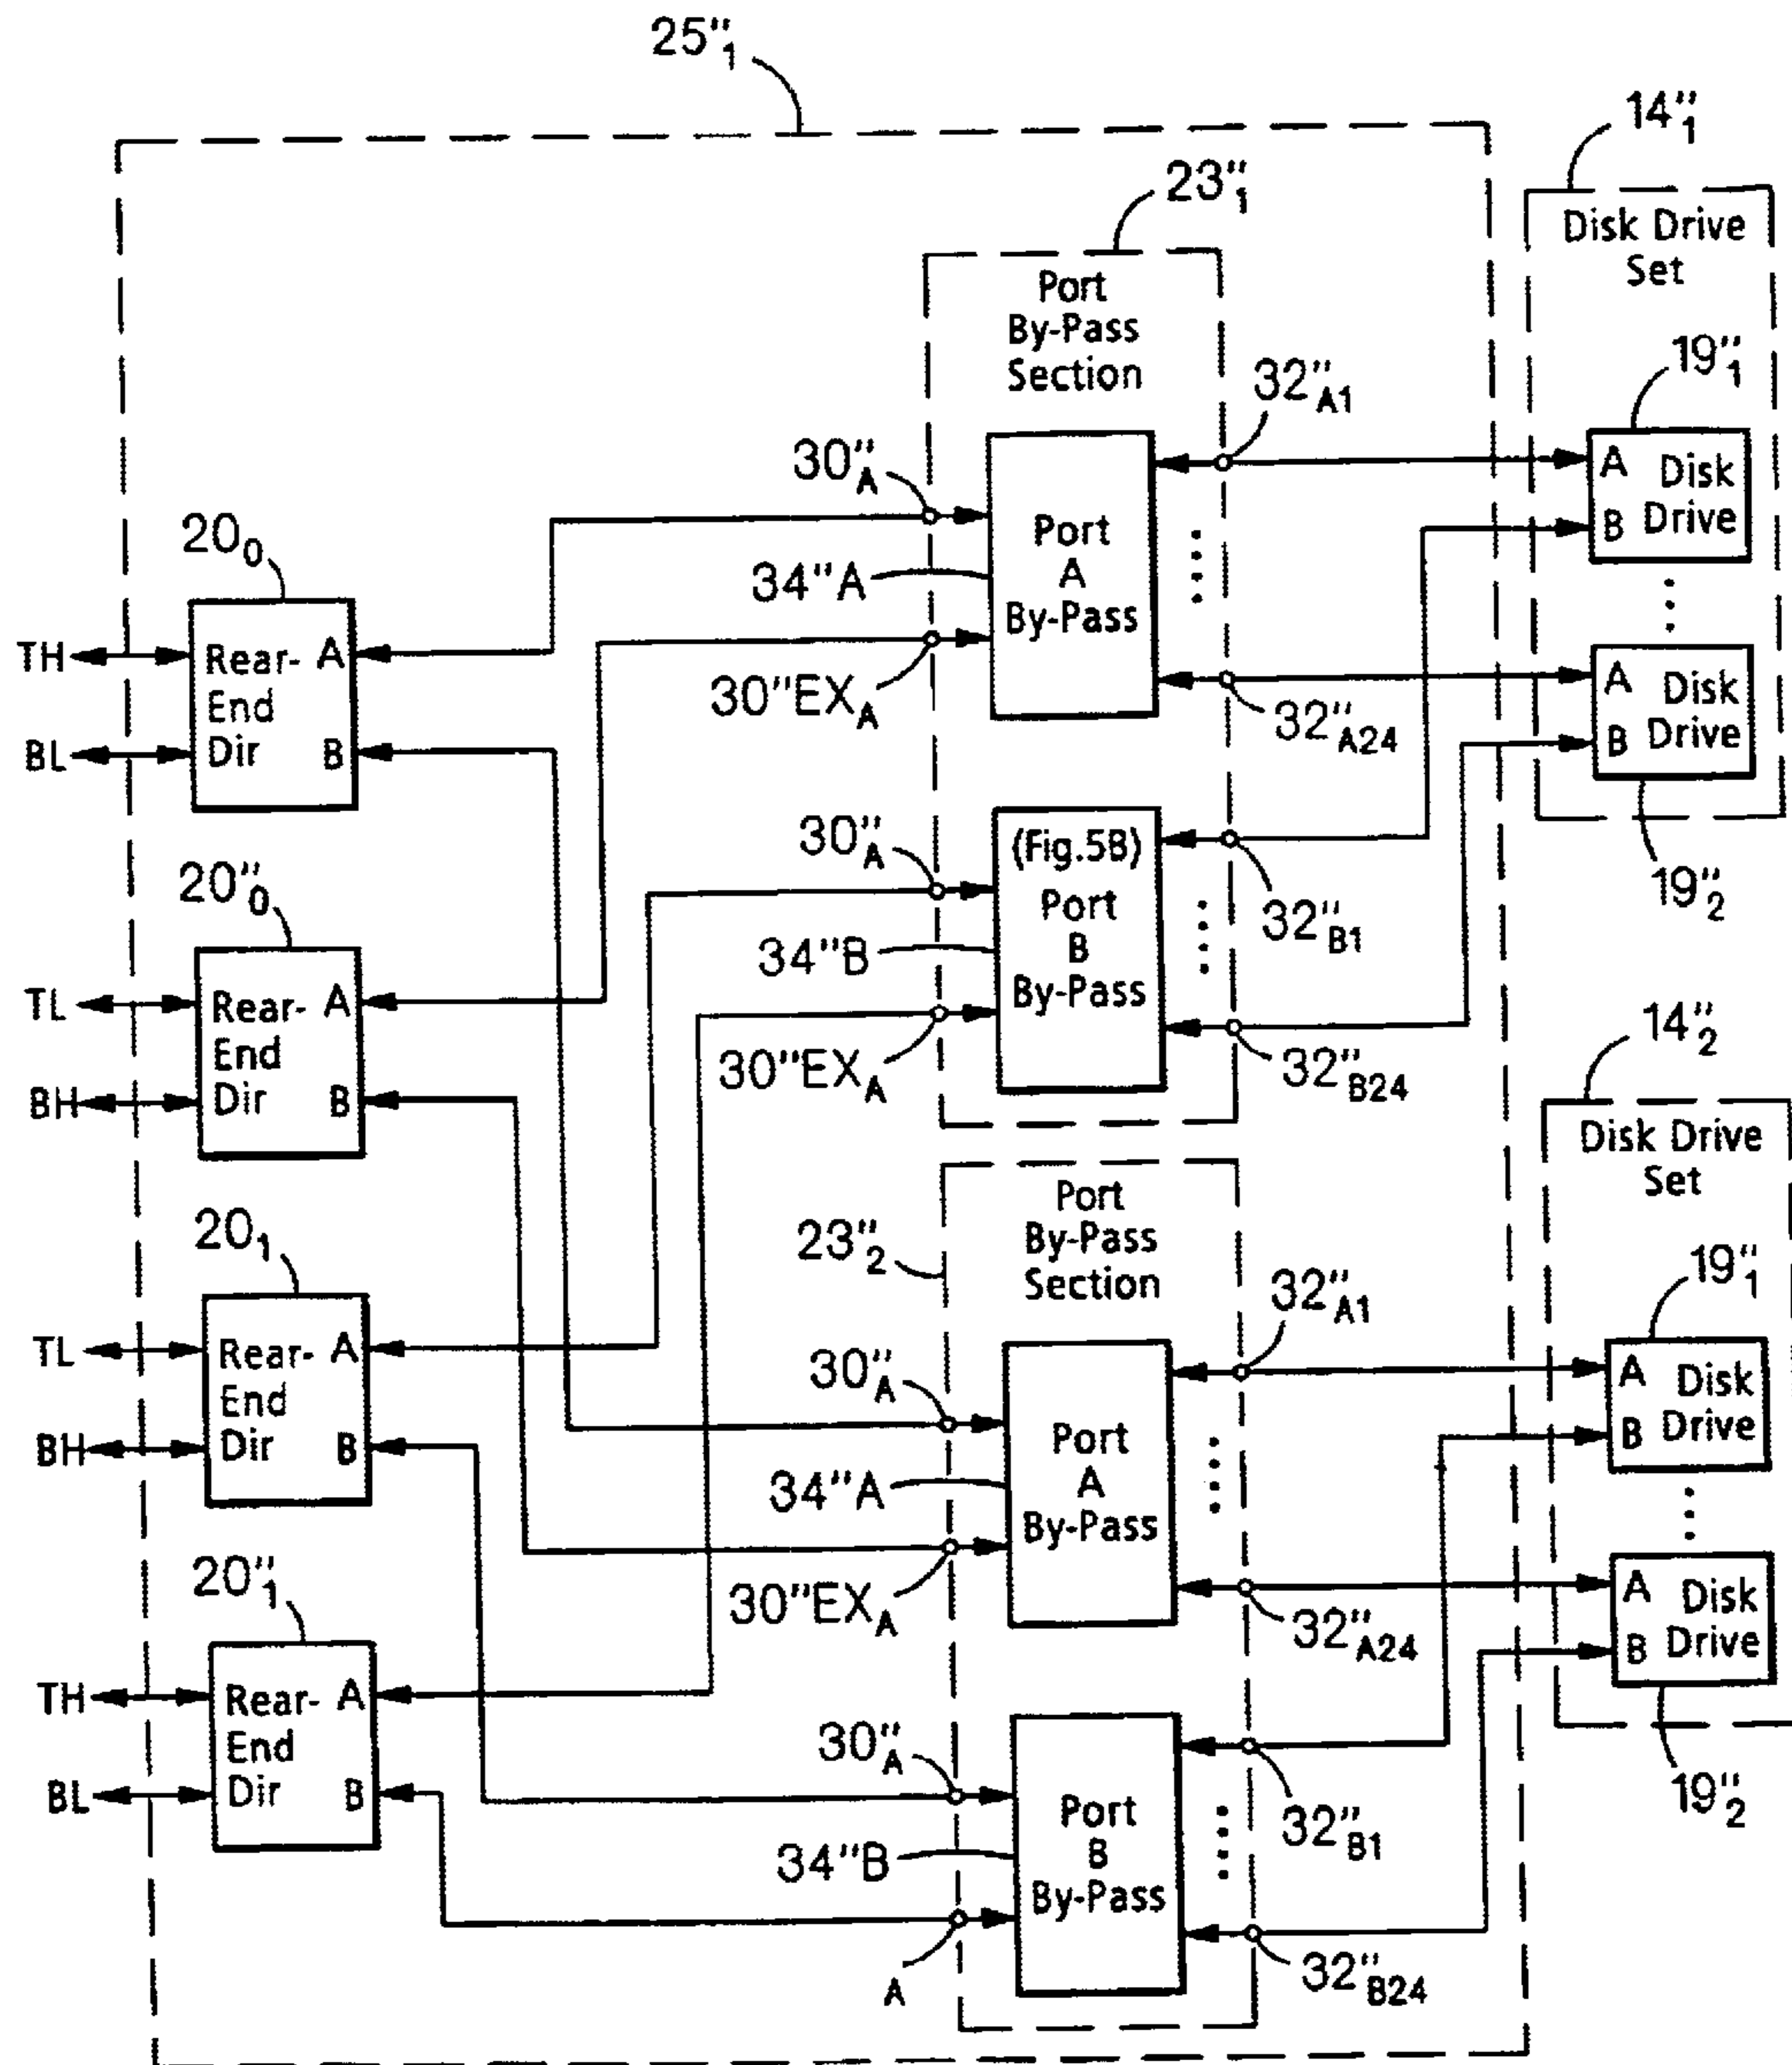 25"1
14"1
23"1
Disk Drive
Set
Port
By-Pass
Section
19"1
32"A1
30"A
A Disk
B Drive
200
34"A
Port
A
By-Pass
TH
Rear- A
End
Dir B
BL
30"EXA
32"A24
A Disk
B Drive
30"A
(Fig.5B)
Port
B
By-Pass
32"B1
19"2
20"0
34"B
TL
Rear- A
End
Dir B
BH
30"EXA
32"B24
14"2
Disk Drive
Set
Port
By-Pass
Section
201
23"2
19"1
32"A1
TL
Rear- A
End
Dir B
BH
30"A
A Disk
B Drive
34"A
Port
A
By-Pass
20"1
30"EXA
32"A24
A Disk
B Drive
TH
Rear- A
End
Dir B
BL
30"A
Port
B
By-Pass
32"B1
19"2
34"B
A
32"B24